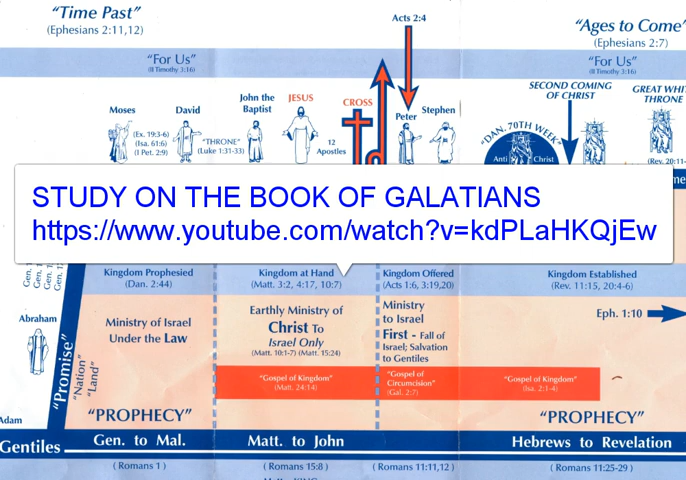 "Time Past"
(Ephesians 2:11,12)
Acts 2:4
"Ages to Come"
(Ephesians 2:7)
"For Us"
(II Timothy 3:16)
"For Us"
(II Timothy 3:16)
Moses
(Ex. 19:3-6)
(Isa. 61:6)
(I Pet. 2:9)
David
"THRONE"
(Luke 1:31-33)
John the
Baptist
JESUS
CROSS
12
Apostles
Peter
Stephen
"DAN. 70TH WEEK"
Anti Christ
SECOND COMING
OF CHRIST
GREAT WHI
THRONE
(Rev. 20:11-
STUDY ON THE BOOK OF GALATIANS
https://www.youtube.com/watch?v=kdPLaHKQjEw
Kingdom Prophesied
(Dan. 2:44)
Kingdom at Hand
(Matt. 3:2, 4:17, 10:7)
Kingdom Offered
(Acts 1:6, 3:19,20)
Kingdom Established
(Rev. 11:15, 20:4-6)
Abraham
"Promise"
"Nation"
"Land"
Ministry of Israel
Under the Law
Earthly Ministry of
Christ To
Israel Only
(Matt. 10:1-7) (Matt. 15:24)
Ministry
to Israel
First - Fall of
Israel; Salvation
to Gentiles
Eph. 1:10
"Gospel of Kingdom"
(Matt. 24:14)
"Gospel of
Circumcision"
(Gal. 2:7)
"Gospel of Kingdom"
(Isa. 2:1-4)
"PROPHECY"
"PROPHECY"
Adam
Gentiles
Gen. to Mal.
Matt. to John
Hebrews to Revelation
( Romans 1 )
( Romans 15:8 )
( Romans 11:11,12 )
( Romans 11:25-29 )